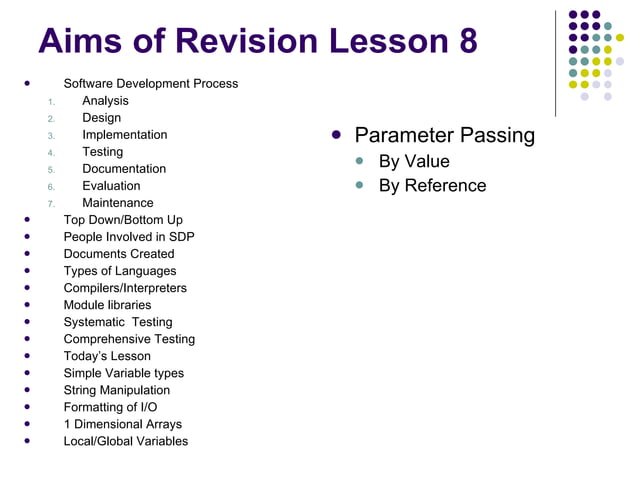 Aims of Revision Lesson 8
● Software Development Process
1. Analysis
2. Design
3. Implementation
4. Testing
5. Documentation
6. Evaluation
7. Maintenance
● Top Down/Bottom Up
● People Involved in SDP
● Documents Created
● Types of Languages
● Compilers/Interpreters
● Module libraries
● Systematic Testing
● Comprehensive Testing
● Today's Lesson
● Simple Variable types
● String Manipulation
● Formatting of I/O
● 1 Dimensional Arrays
● Local/Global Variables
● Parameter Passing
● By Value
● By Reference